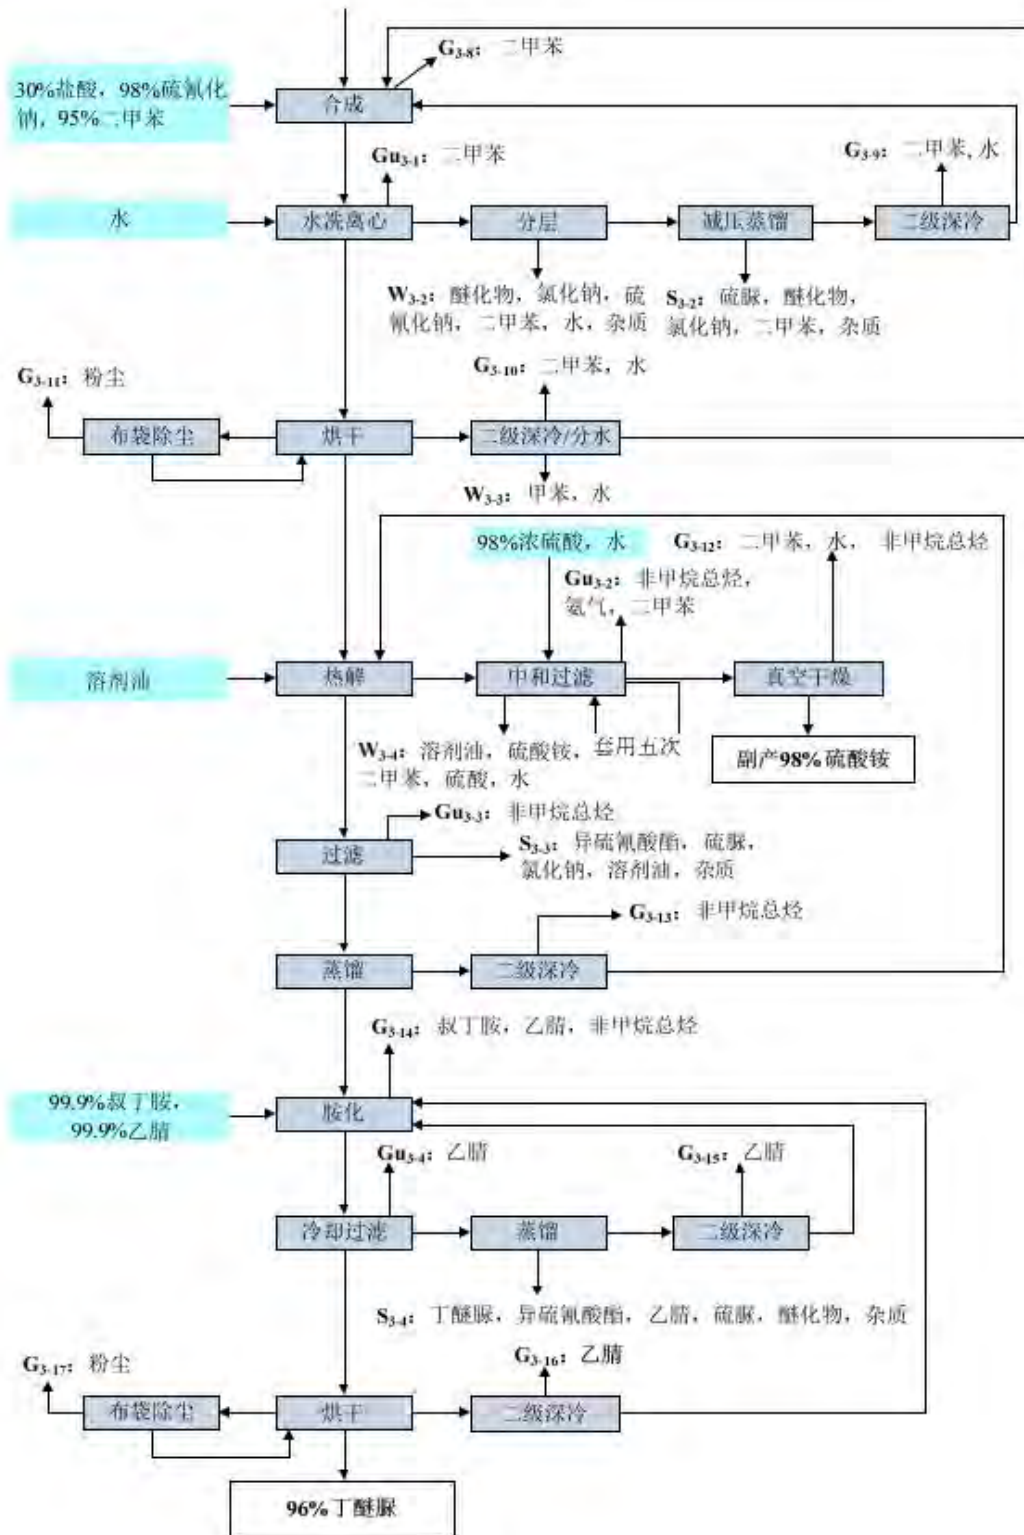 G3-8：二甲苯
30%盐酸，98%硫氰化
钠，95%二甲苯
合成
Gu3-1：二甲苯
G3-9：二甲苯，水
水
水洗离心
分层
减压蒸馏
二级深冷
W3-2：醚化物，氯化钠，硫
氰化钠，二甲苯，水，杂质
S3-2：硫脲，醚化物，
氯化钠，二甲苯，杂质
G3-10：二甲苯，水
G3-11：粉尘
布袋除尘
烘干
二级深冷/分水
W3-3：甲苯，水
98%浓硫酸，水
G3-12：二甲苯，水，非甲烷总烃
Gu3-2：非甲烷总烃，
氨气，二甲苯
溶剂油
热解
中和过滤
真空干燥
W3-4：溶剂油，硫酸铵，
二甲苯，硫酸，水
套用五次
副产98%硫酸铵
Gu3-3：非甲烷总烃
过滤
S3-3：异硫氰酸酯，硫脲，
氯化钠，溶剂油，杂质
G3-13：非甲烷总烃
蒸馏
二级深冷
G3-14：叔丁胺，乙腈，非甲烷总烃
99.9%叔丁胺，
99.9%乙腈
胺化
Gu3-4：乙腈
G3-15：乙腈
冷却过滤
蒸馏
二级深冷
S3-4：丁醚脲，异硫氰酸酯，乙腈，硫脲，醚化物，杂质
G3-16：乙腈
G3-17：粉尘
布袋除尘
烘干
二级深冷
96%丁醚脲